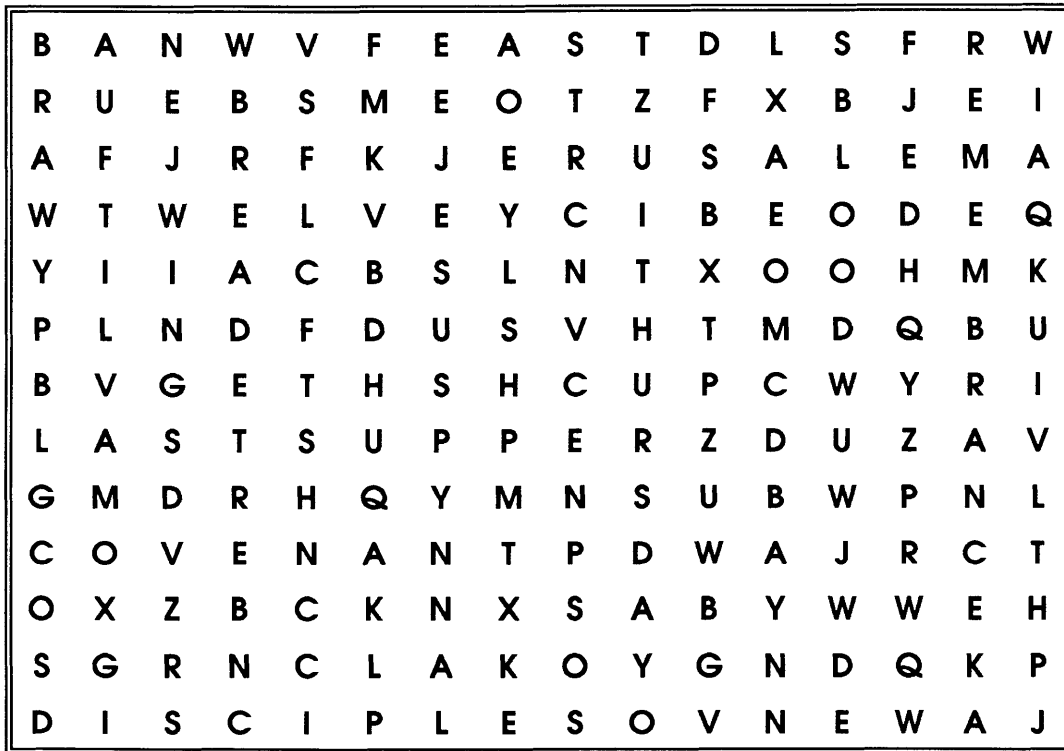 B A N W V F E A S T D L S F R W
R U E B S M E O T Z F X B J E I
A F J R F K J E R U S A L E M A
W T W E L V E Y C I B E O D E Q
Y I I A C B S L N T X O O H M K
P L N D F D U S V H T M D Q B U
B V G E T H S H C U P C W Y R I
L A S T S U P P E R Z D U Z A V
G M D R H Q Y M N S U B W P N L
C O V E N A N T P D W A J R C T
O X Z B C K N X S A B Y W W E H
S G R N C L A K O Y G N D Q K P
D I S C I P L E S O V N E W A J